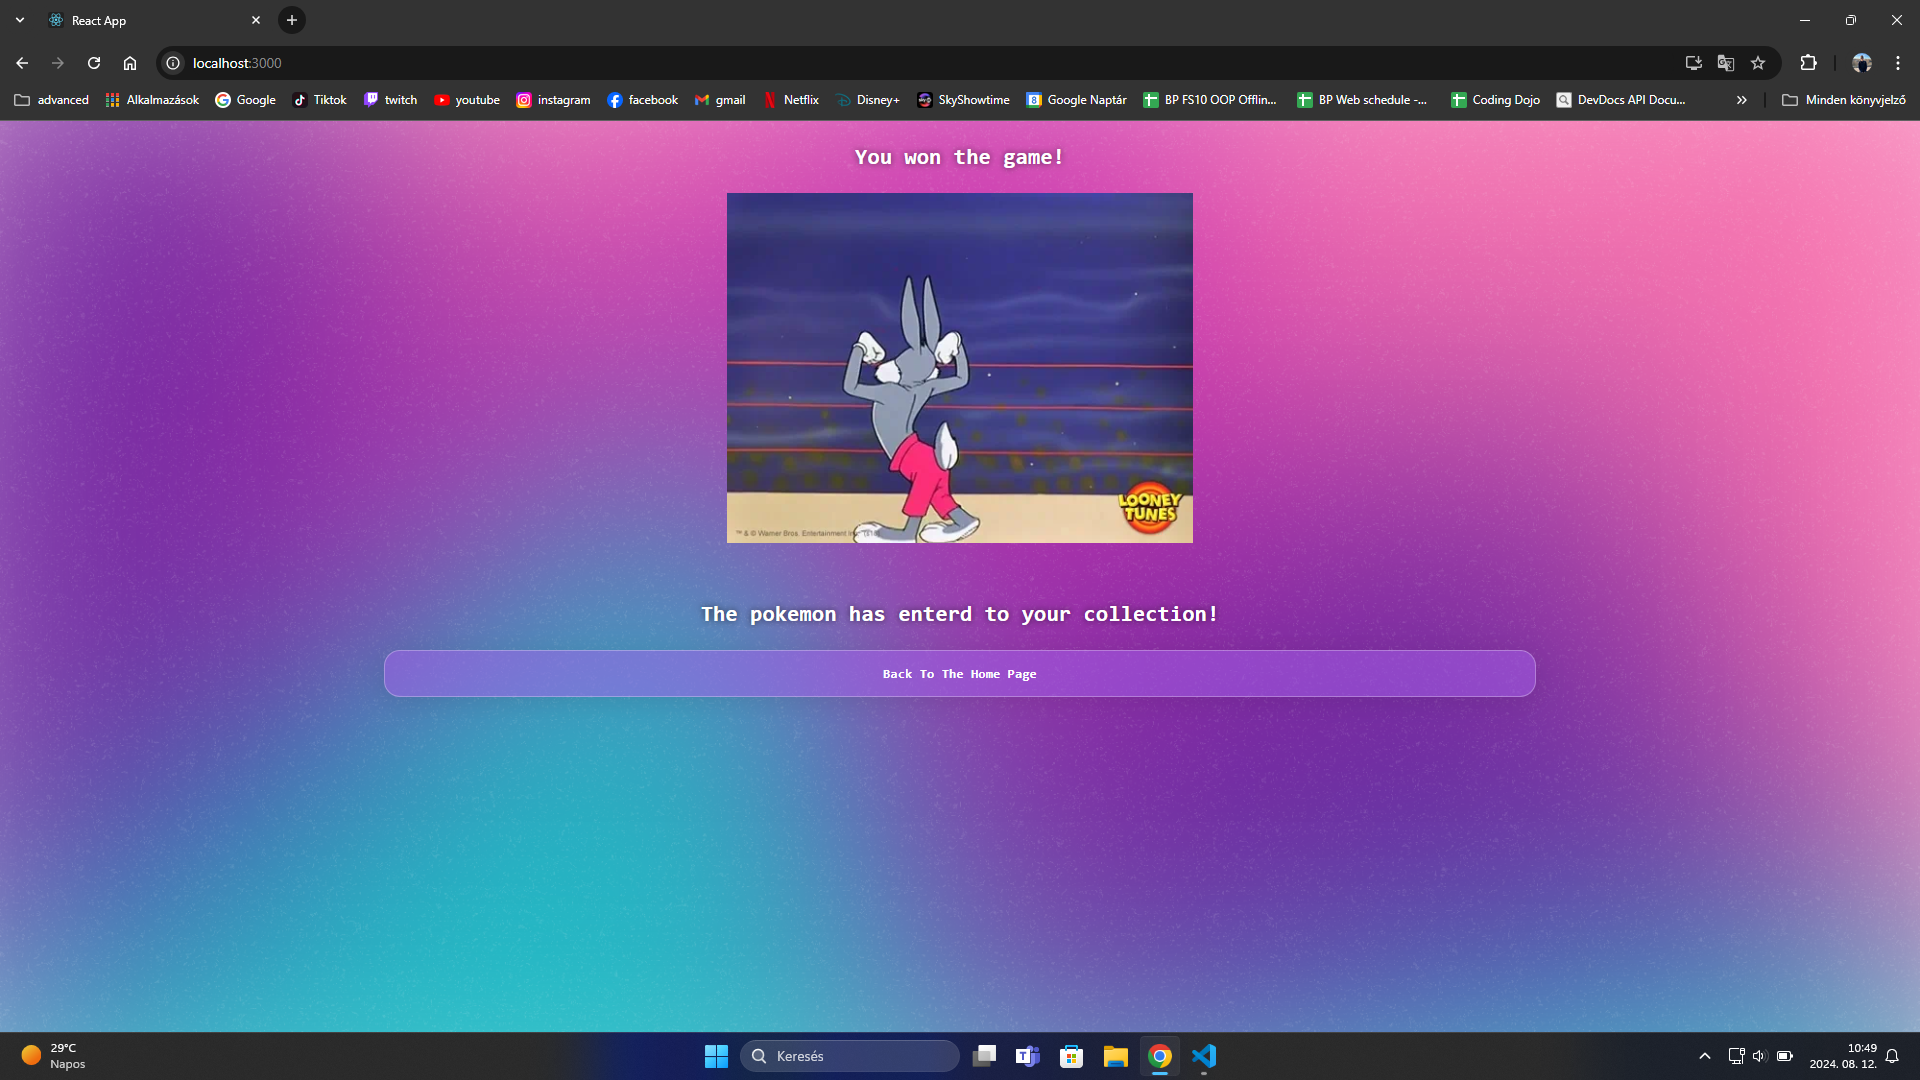 React App
localhost:3000
advanced Alkalmazások Google Tiktok twitch youtube instagram facebook gmail Netflix Disney+ SkyShowtime Google Naptár BP FS10 OOP Offlin... BP Web schedule -... Coding Dojo DevDocs API Docu... » Minden könyvjelző
You won the game!
LOONEY
TUNES
™ & © Warner Bros. Entertainment
The pokemon has enterd to your collection!
Back To The Home Page
29°C
Napos
Keresés
10:49
2024. 08. 12.